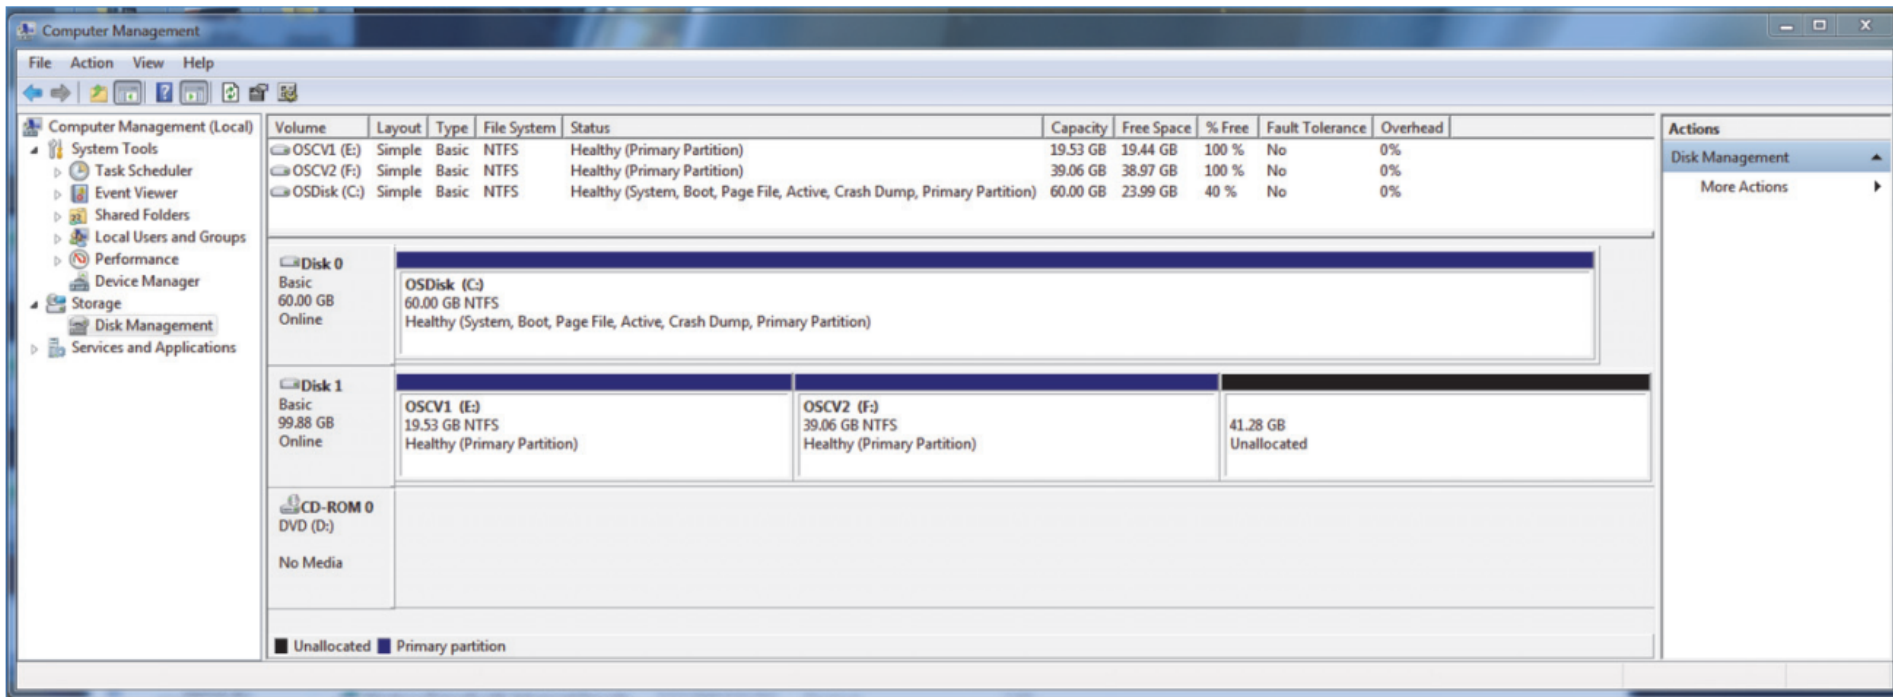 Computer Management
File Action View Help
Computer Management (Local)
System Tools
Task Scheduler
Event Viewer
Shared Folders
Local Users and Groups
Performance
Device Manager
Storage
Disk Management
Services and Applications
Volume Layout Type File System Status Capacity Free Space % Free Fault Tolerance Overhead
OSCV1 (E:) Simple Basic NTFS Healthy (Primary Partition) 19.53 GB 19.44 GB 100 % No 0%
OSCV2 (F:) Simple Basic NTFS Healthy (Primary Partition) 39.06 GB 38.97 GB 100 % No 0%
OSDisk (C:) Simple Basic NTFS Healthy (System, Boot, Page File, Active, Crash Dump, Primary Partition) 60.00 GB 23.99 GB 40 % No 0%
Disk 0
Basic
60.00 GB
Online
OSDisk (C:)
60.00 GB NTFS
Healthy (System, Boot, Page File, Active, Crash Dump, Primary Partition)
Disk 1
Basic
99.88 GB
Online
OSCV1 (E:)
19.53 GB NTFS
Healthy (Primary Partition)
OSCV2 (F:)
39.06 GB NTFS
Healthy (Primary Partition)
41.28 GB
Unallocated
CD-ROM 0
DVD (D:)
No Media
Unallocated Primary partition
Actions
Disk Management
More Actions